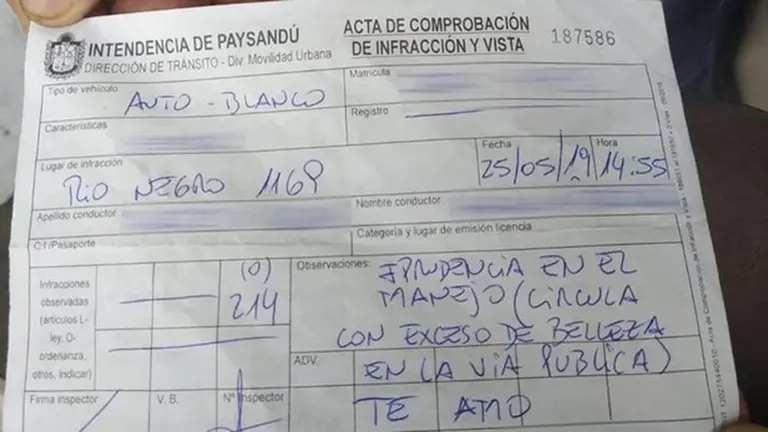 INTENDENCIA DE PAYSANDÚ
DIRECCIÓN DE TRÁNSITO - Div. Movilidad Urbana
ACTA DE COMPROBACIÓN
DE INFRACCIÓN Y VISTA
187586
Tipo de vehículo
AUTO - BLANCO
Matrícula
Características
Registro
Lugar de infracción
RIO NEGRO 1169
Fecha
25/05/19
Hora
14:55
Apellido conductor
Nombre conductor
C.I/Pasaporte
Categoría y lugar de emisión licencia
Infracciones
observadas
(artículos L-
ley, O-
ordenanza,
otros, indicar)
(0)
214
Observaciones:
IPRUDENCIA EN EL
MANEJO (CIRCULA
CON EXCESO DE BELLEZA
EN LA VIA PUBLICA)
TE AMO
ADV.
Firma inspector
V. B.
Nº Inspector